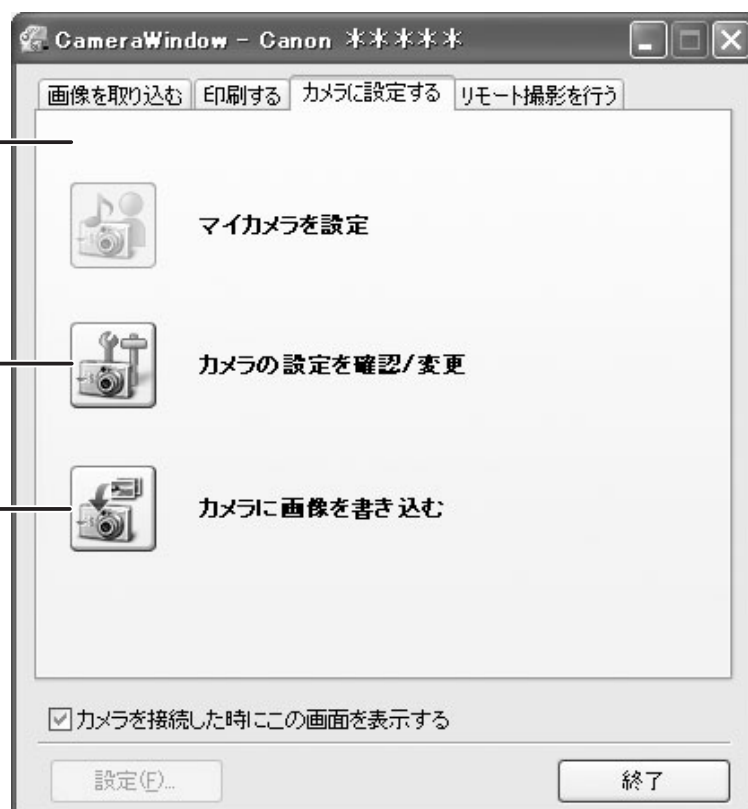 CameraWindow - Canon *****
画像を取り込む 印刷する カメラに設定する リモート撮影を行う
マイカメラを設定
カメラの設定を確認/変更
カメラに画像を書き込む
カメラを接続した時にこの画面を表示する
設定(F)... 終了